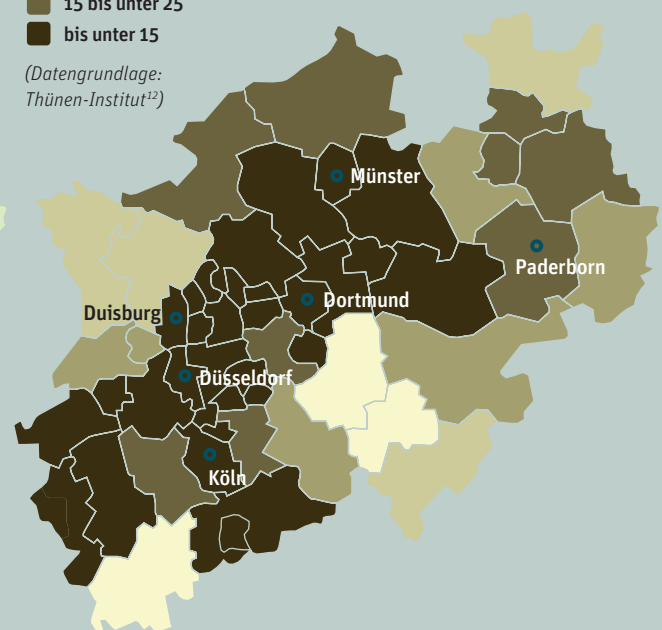 15 bis unter 25
bis unter 15
(Datengrundlage:
Thünen-Institut¹²)
Münster
Paderborn
Duisburg
Dortmund
Düsseldorf
Köln